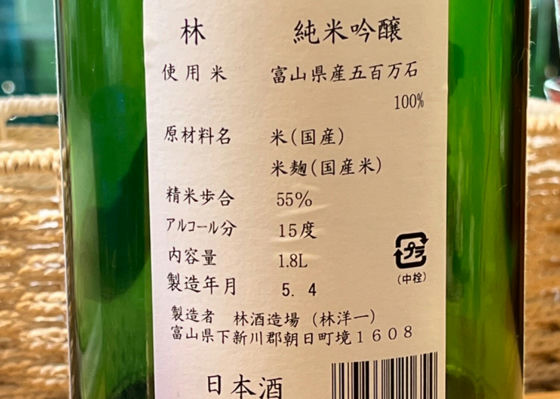 林 純米吟醸
使用米 富山県産五百万石
100%
原材料名 米(国産)
米麹(国産米)
精米歩合 55%
アルコール分 15度
内容量 1.8L
プラ
(中栓)
製造年月 5. 4
製造者 林酒造場 (林洋一)
富山県下新川郡朝日町境1608
日本酒